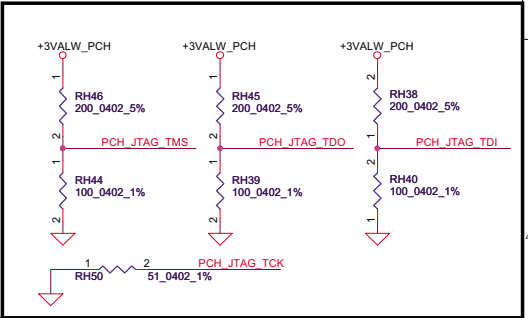 +3VALW_PCH +3VALW_PCH +3VALW_PCH
1 1 2
RH46 RH45 RH38
200_0402_5% 200_0402_5% 200_0402_5%
2 2 1
PCH_JTAG_TMS PCH_JTAG_TDO PCH_JTAG_TDI
1 1 2
RH44 RH39 RH40
100_0402_1% 100_0402_1% 100_0402_1%
2 2 1
1 2 PCH_JTAG_TCK
RH50 51_0402_1%